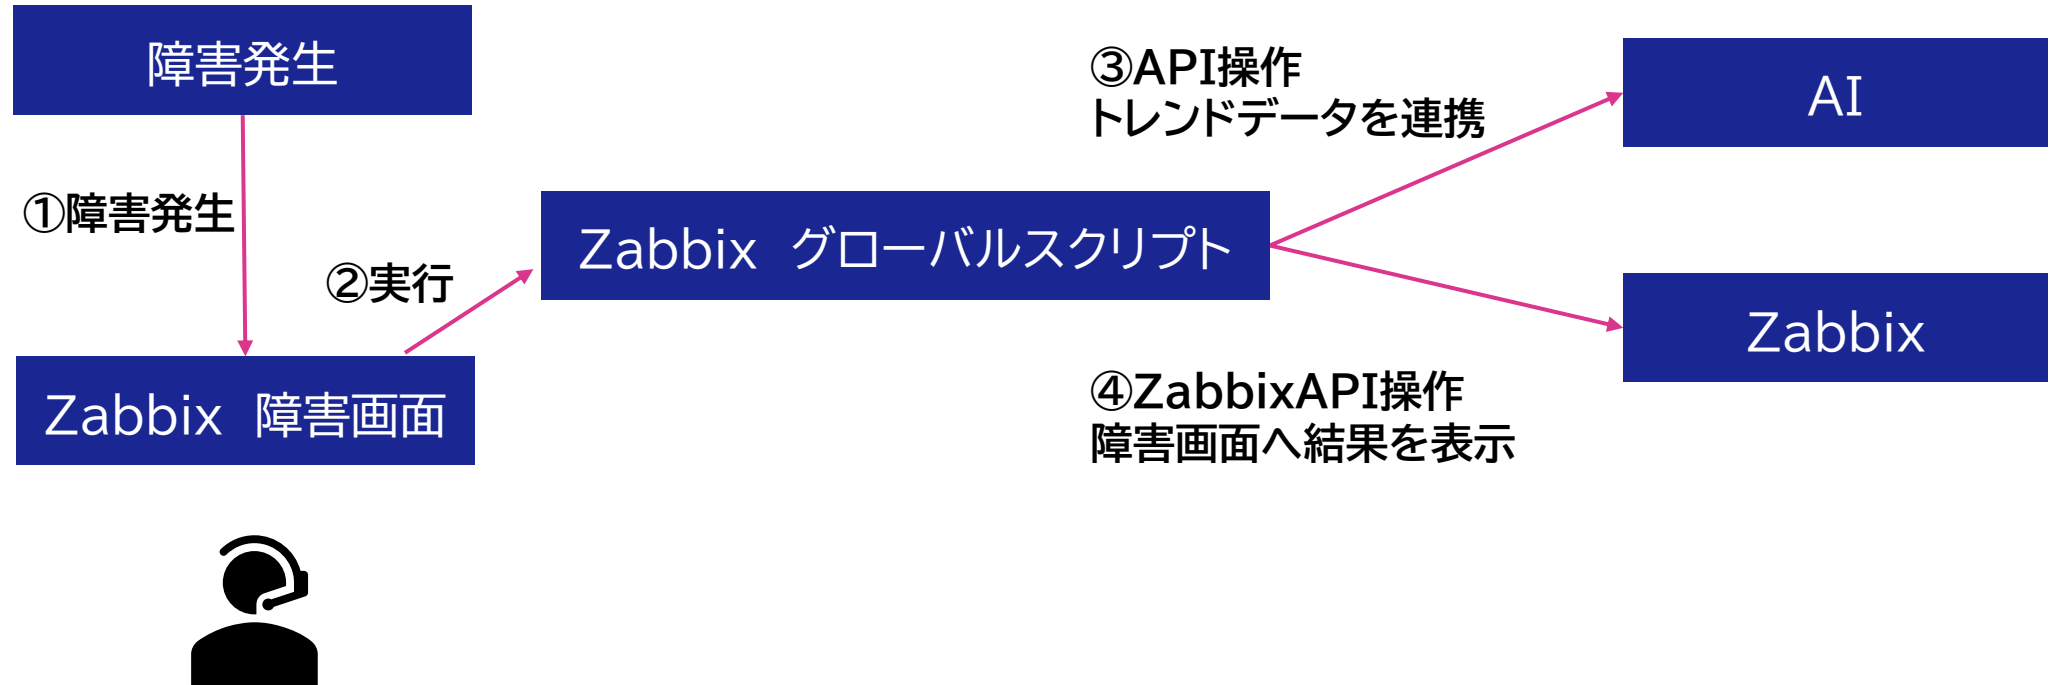 障害発生
①障害発生
Zabbix 障害画面
②実行
Zabbix グローバルスクリプト
③API操作
トレンドデータを連携
AI
④ZabbixAPI操作
障害画面へ結果を表示
Zabbix